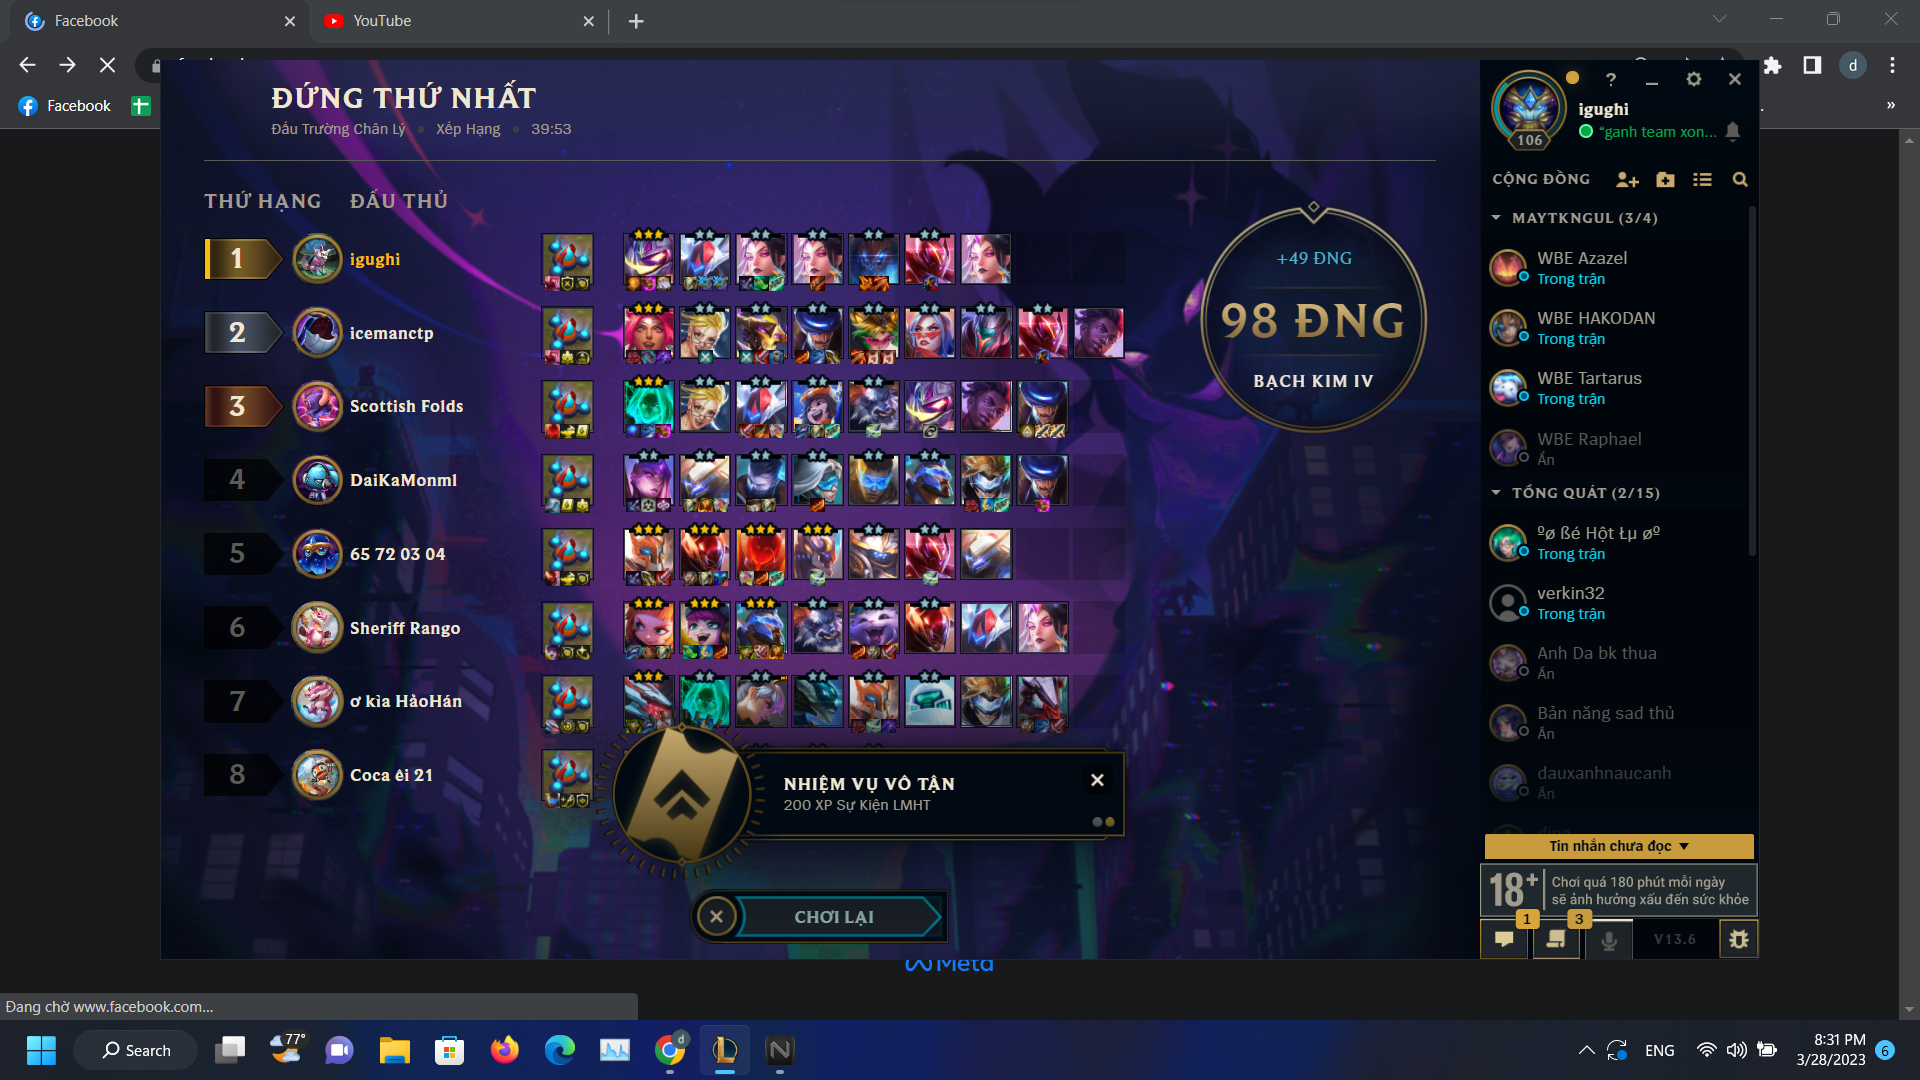 Facebook
YouTube
d
Facebook
ĐỨNG THỨ NHẤT
Đấu Trường Chân Lý • Xếp Hạng • 39:53
THỨ HẠNG ĐẤU THỦ
1 igughi
2 icemanctp
3 Scottish Folds
4 DaiKaMonml
5 65 72 03 04
6 Sheriff Rango
7 ơ kìa HảoHán
8 Coca êi 21
+49 ĐNG
98 ĐNG
BẠCH KIM IV
NHIỆM VỤ VÔ TẬN
200 XP Sự Kiện LMHT
CHƠI LẠI
igughi
106
“ganh team xon...
CỘNG ĐỒNG
MAYTKNGUL (3/4)
WBE Azazel
Trong trận
WBE HAKODAN
Trong trận
WBE Tartarus
Trong trận
WBE Raphael
Ẩn
TỔNG QUÁT (2/15)
ºø ßé Hột Łµ øº
Trong trận
verkin32
Trong trận
Anh Da bk thua
Ẩn
Bản năng sad thủ
Ẩn
dauxanhnaucanh
Ẩn
Tin nhắn chưa đọc
18+
Chơi quá 180 phút mỗi ngày
sẽ ảnh hưởng xấu đến sức khỏe
1
3
V13.6
Meta
Đang chờ www.facebook.com...
Search
77°
d
ENG
8:31 PM
3/28/2023
6